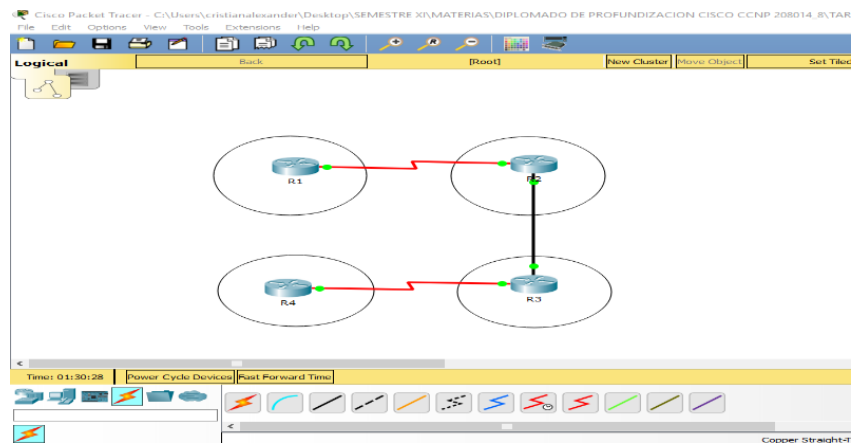 Cisco Packet Tracer - C:\Users\cristianalexander\Desktop\SEMESTRE XI\MATERIAS\DIPLOMADO DE PROFUNDIZACION CISCO CCNP 208014_8\TAR
File Edit Options View Tools Extensions Help
Logical Back [Root] New Cluster Move Object Set Tiled
R1
R2
R4
R3
Time: 01:30:28 Power Cycle Devices Fast Forward Time
Copper Straight-T